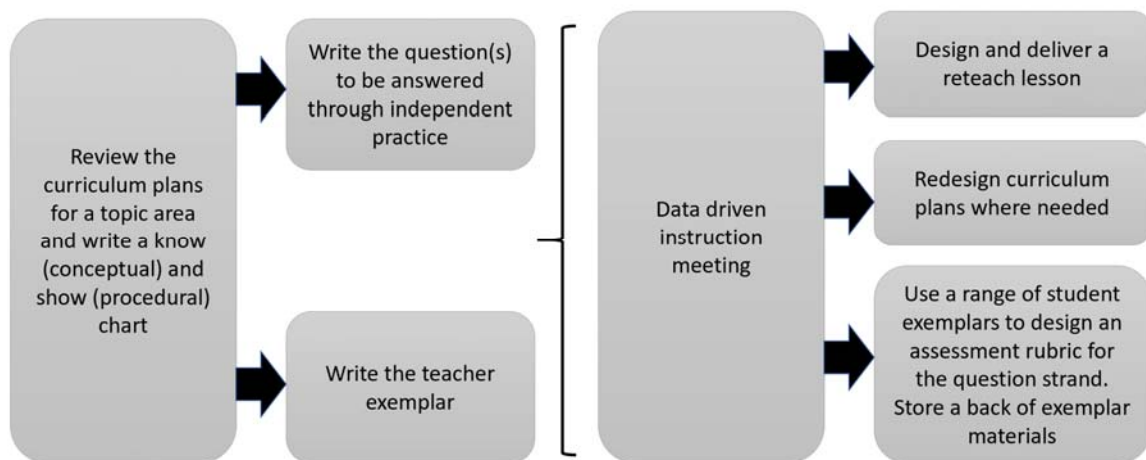 Review the
curriculum plans
for a topic area
and write a know
(conceptual) and
show (procedural)
chart
Write the question(s)
to be answered
through independent
practice
Write the teacher
exemplar
Data driven
instruction
meeting
Design and deliver a
reteach lesson
Redesign curriculum
plans where needed
Use a range of student
exemplars to design an
assessment rubric for
the question strand.
Store a back of exemplar
materials